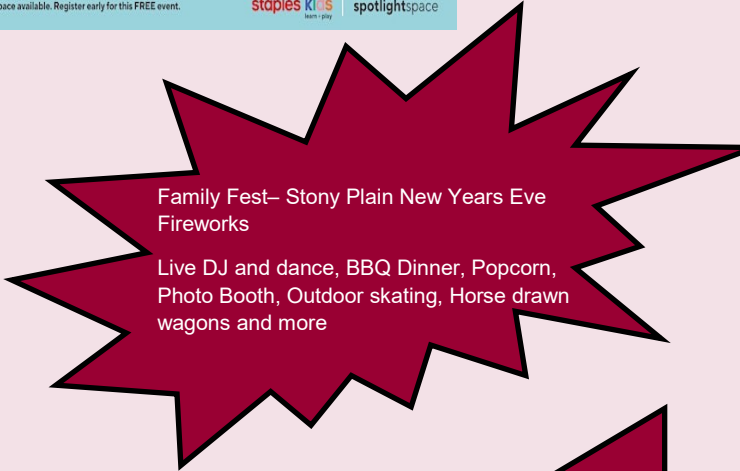 pace available. Register early for this FREE event.
staples kids
learn + play
spotlightspace
Family Fest– Stony Plain New Years Eve
Fireworks
Live DJ and dance, BBQ Dinner, Popcorn,
Photo Booth, Outdoor skating, Horse drawn
wagons and more